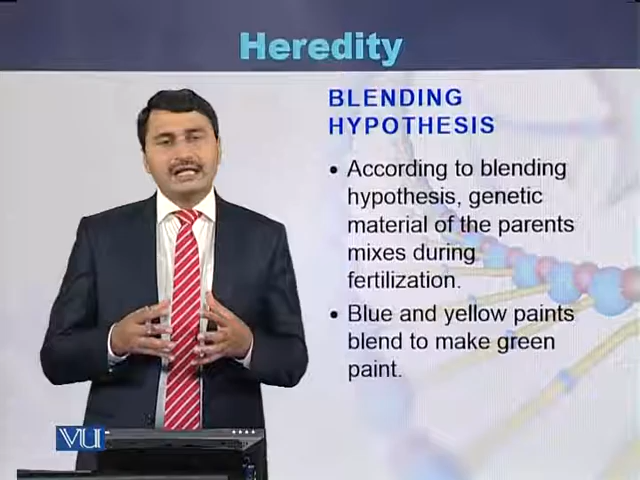 Heredity
BLENDING
HYPOTHESIS
• According to blending
hypothesis, genetic
material of the parents
mixes during
fertilization.
• Blue and yellow paints
blend to make green
paint.
VU